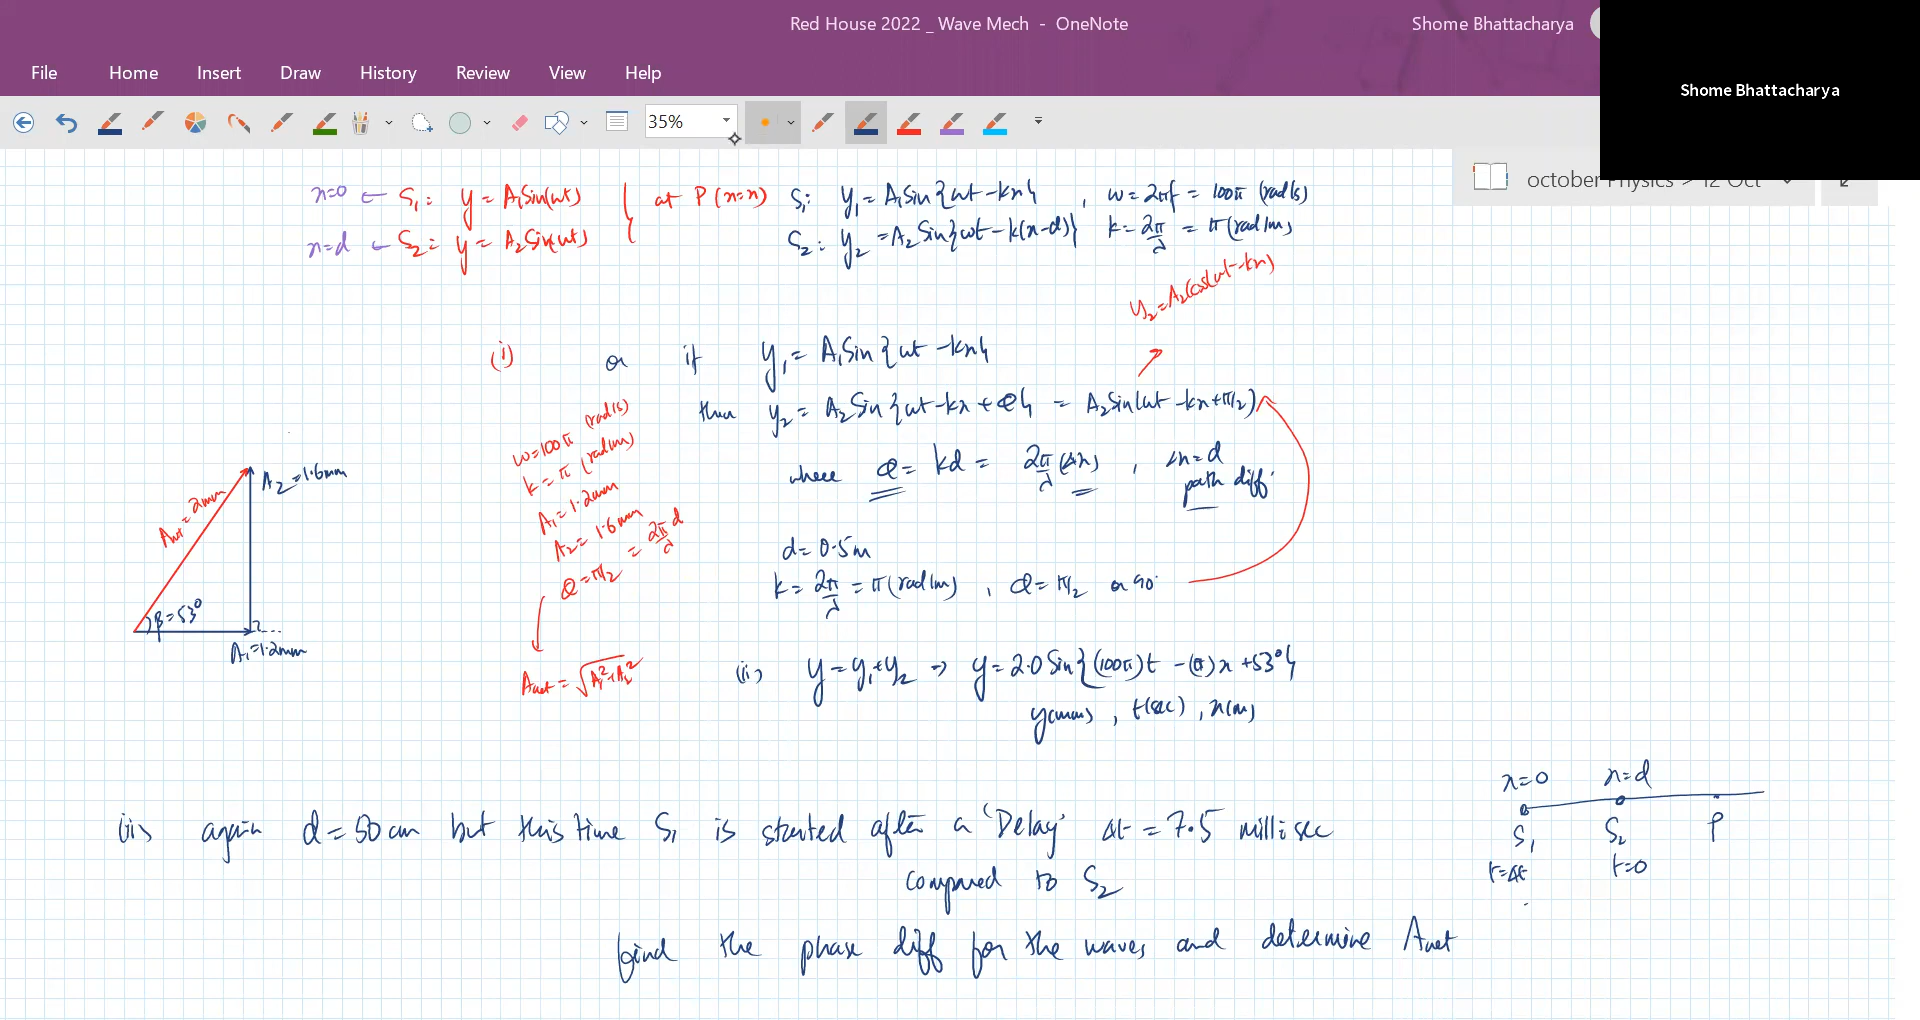 Red House 2022 _ Wave Mech - OneNote
Shome Bhattacharya
Shome Bhattacharya
File Home Insert Draw History Review View Help
35%
october Physics > 12 Oct
x=0 ← S₁: y = A₁Sin(ωt)
x=d ← S₂: y = A₂Sin(ωt)
at P (x=x)
S₁: y₁ = A₁Sin{ωt-kx}, ω=2πf = 100π (rad/s)
S₂: y₂ = A₂Sin{ωt-k(x-d)} k=2π/λ = π(rad/m)
y₂=A₂Cos(ωt-kx)
(i) or if y₁ = A₁Sin{ωt-kx}
then y₂ = A₂Sin{ωt-kx+φ} = A₂Sin(ωt-kx+π/2)
where φ = kd = 2π/λ (Δx), Δx=d
path diff
d=0.5m
k=2π/λ = π(rad/m), φ=π/2 or 90°
ω=100π (rad/s)
k=π (rad/m)
A₁=1.2mm
A₂=1.6mm
φ=π/2 = 2π/λ d
Anet = √A₁²+A₂²
A₂=1.6mm
Anet=2mm
β=53°
A₁=1.2mm
(ii) y=y₁+y₂ ⇒ y=2.0Sin{(100π)t-(π)x+53°}
y(mm), t(sec), x(m)
(iii) again d=50 cm but this time S₁ is started after a 'Delay' Δt = 7.5 millisec
compared to S₂
find the phase diff for the waves and determine Anet
x=0 x=d
S₁ S₂ P
t=Δt t=0